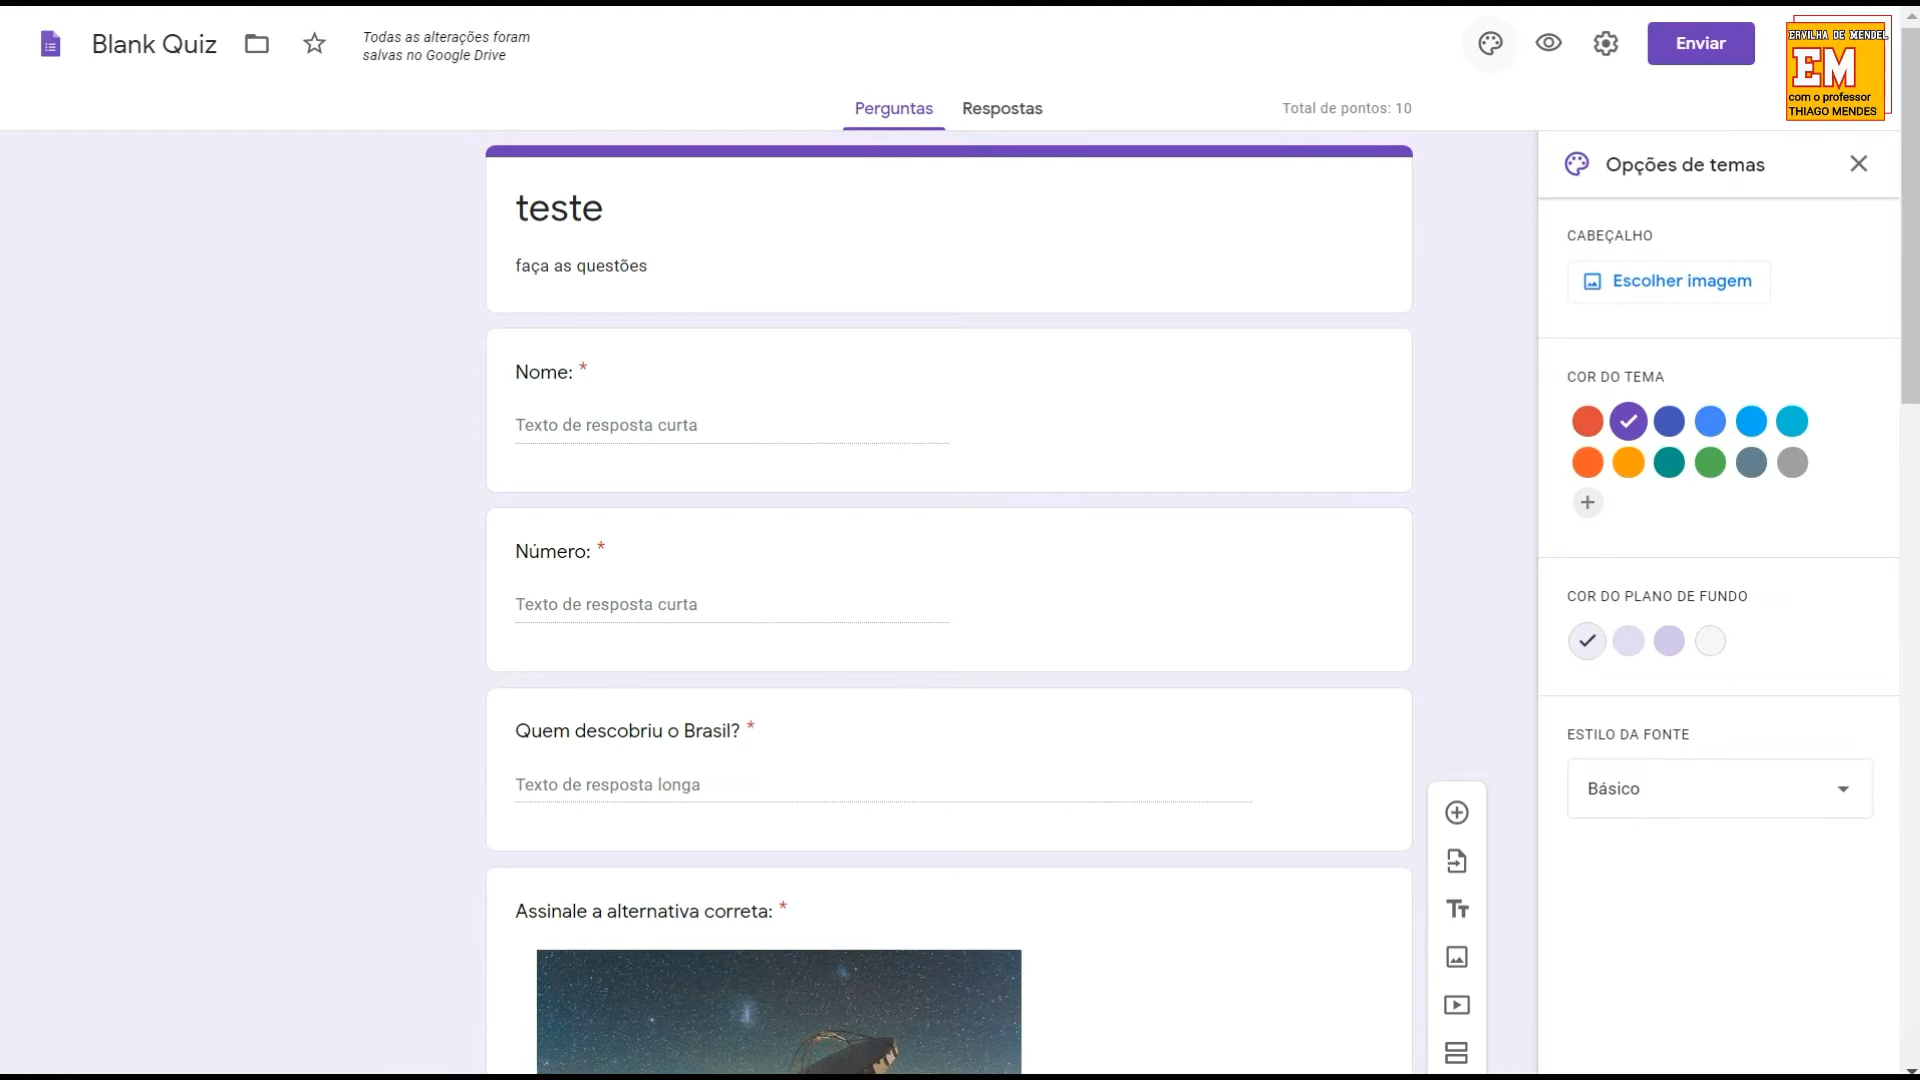 Blank Quiz
Todas as alterações foram
salvas no Google Drive
Enviar
ERVILHA DE MENDEL
EM
com o professor
THIAGO MENDES
Perguntas
Respostas
Total de pontos: 10
teste
faça as questões
Nome: *
Texto de resposta curta
Número: *
Texto de resposta curta
Quem descobriu o Brasil? *
Texto de resposta longa
Assinale a alternativa correta: *
Opções de temas
CABEÇALHO
Escolher imagem
COR DO TEMA
COR DO PLANO DE FUNDO
ESTILO DA FONTE
Básico